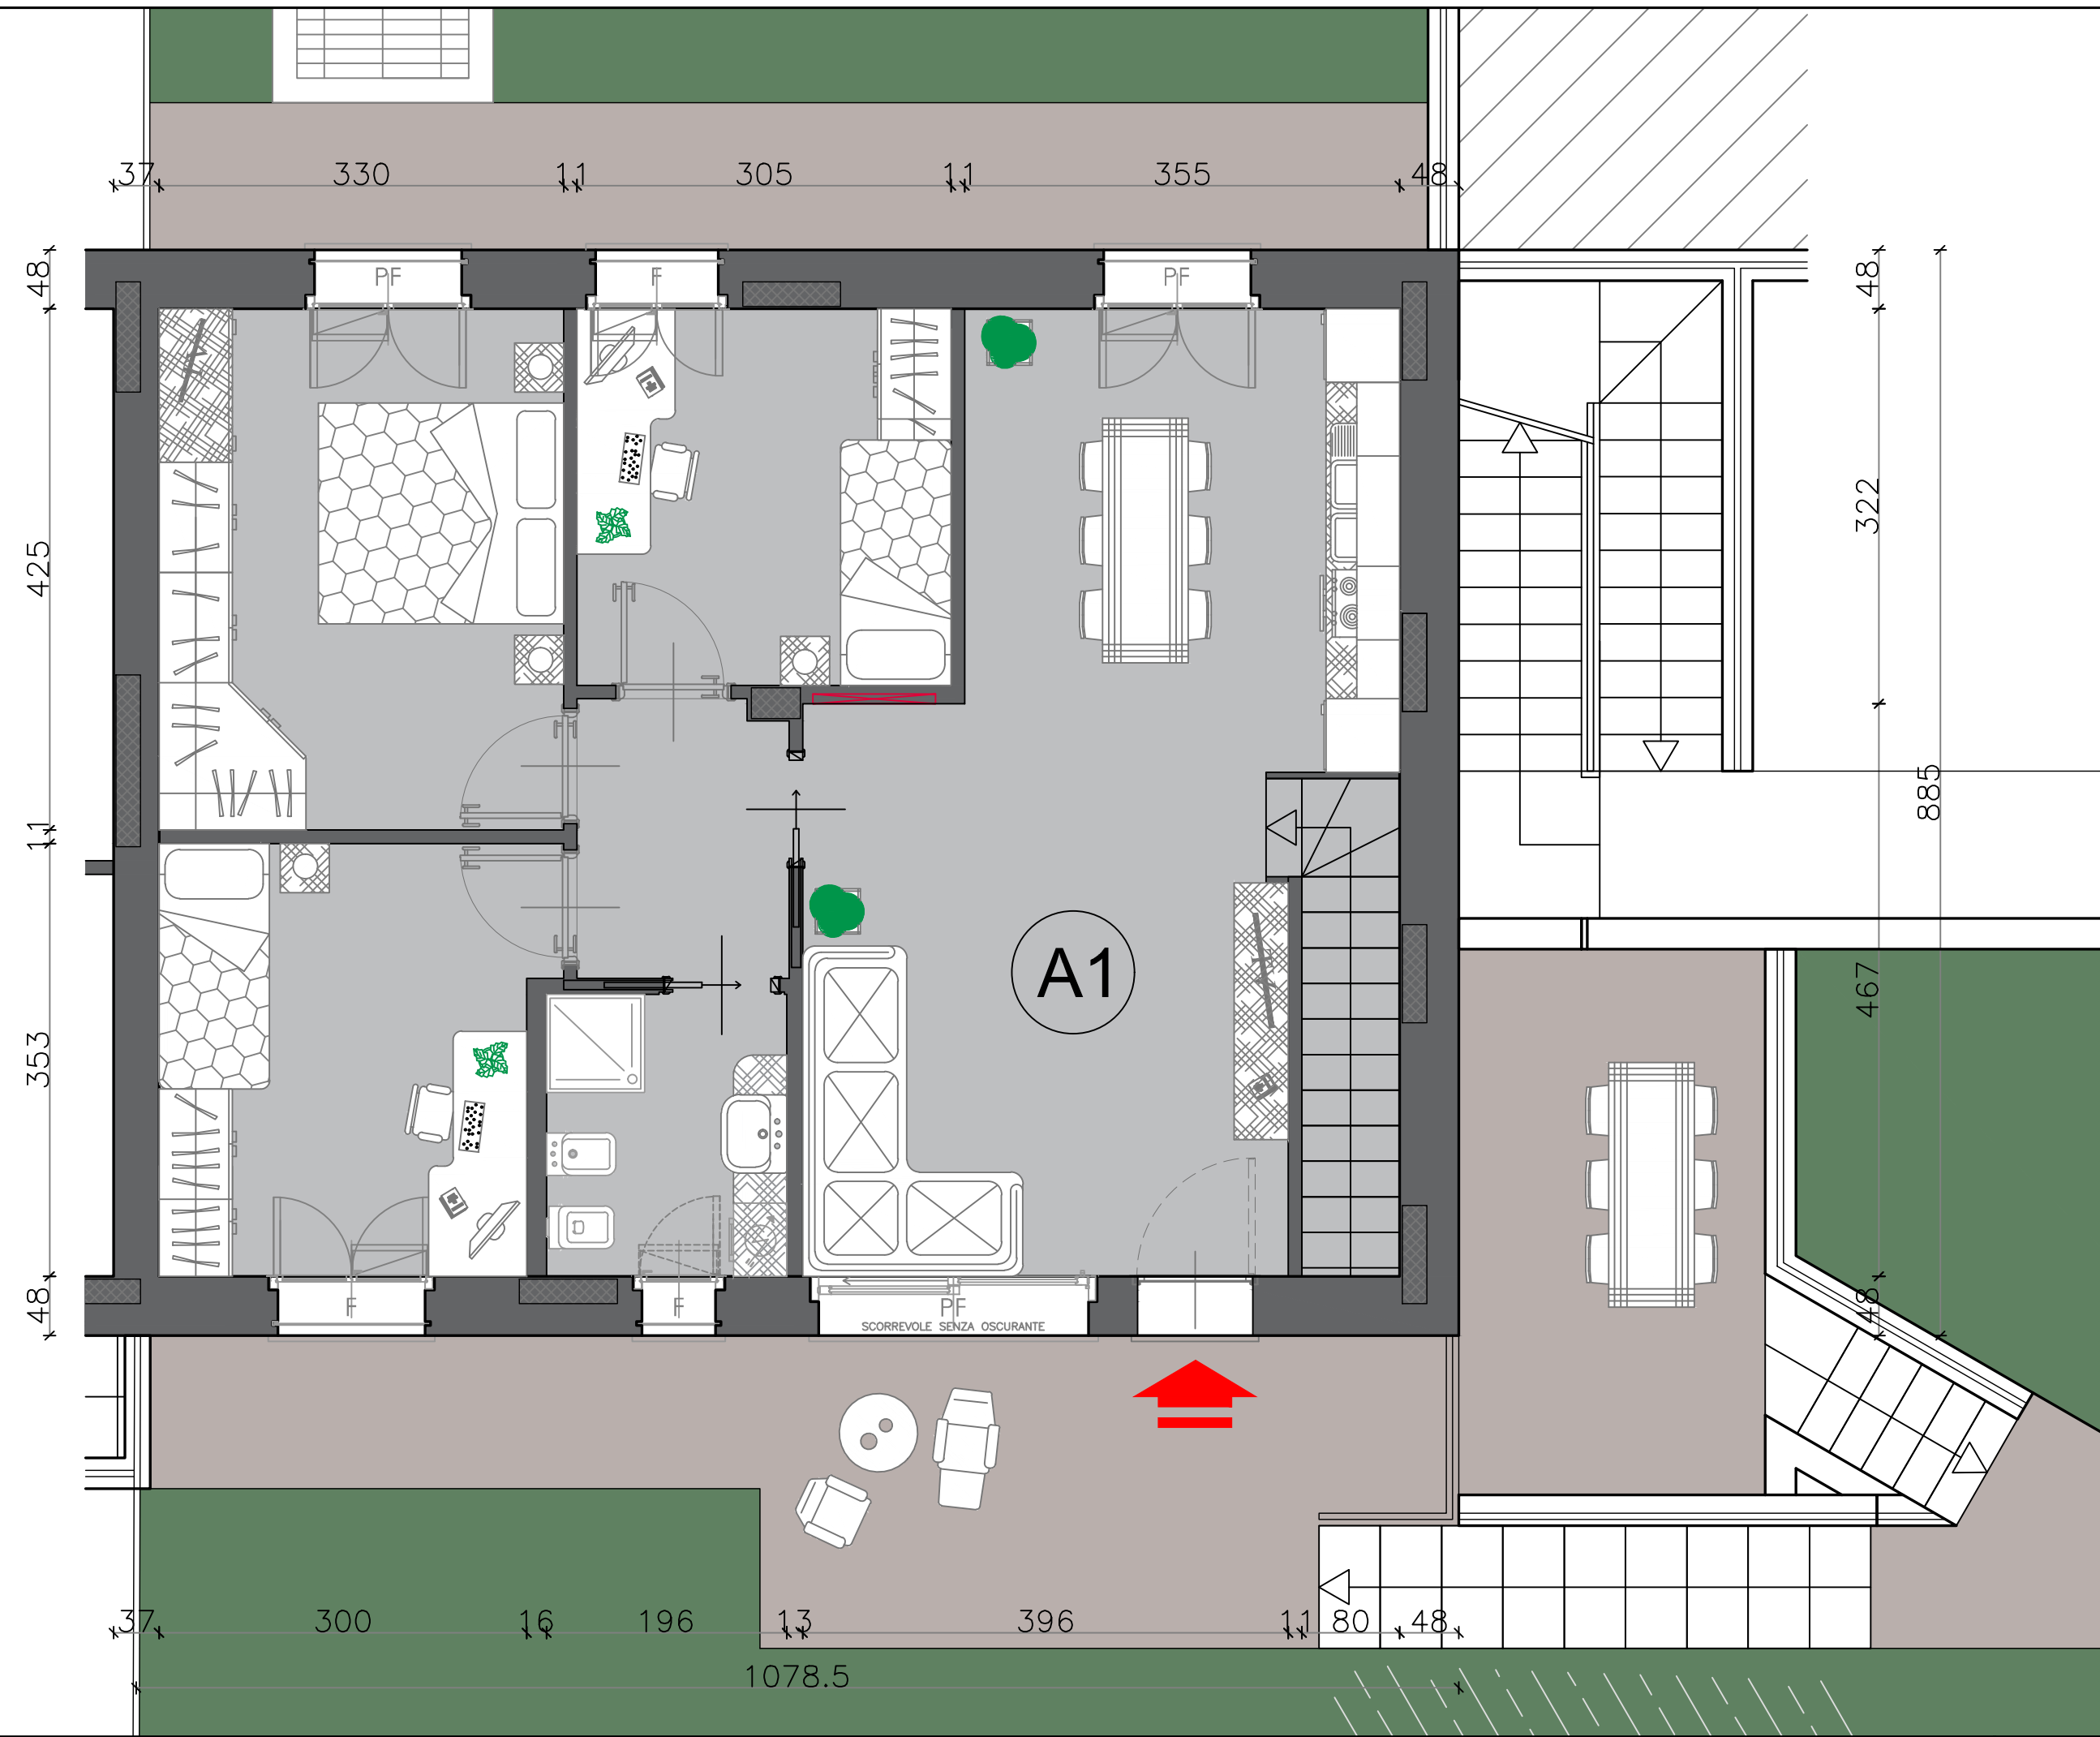 37 330 11 305 11 355 48
48 PF F PF 48
425 322
885
11
A1
467
353
48 F F PF 48
SCORREVOLE SENZA OSCURANTE
37 300 16 196 13 396 11 80 48
1078.5